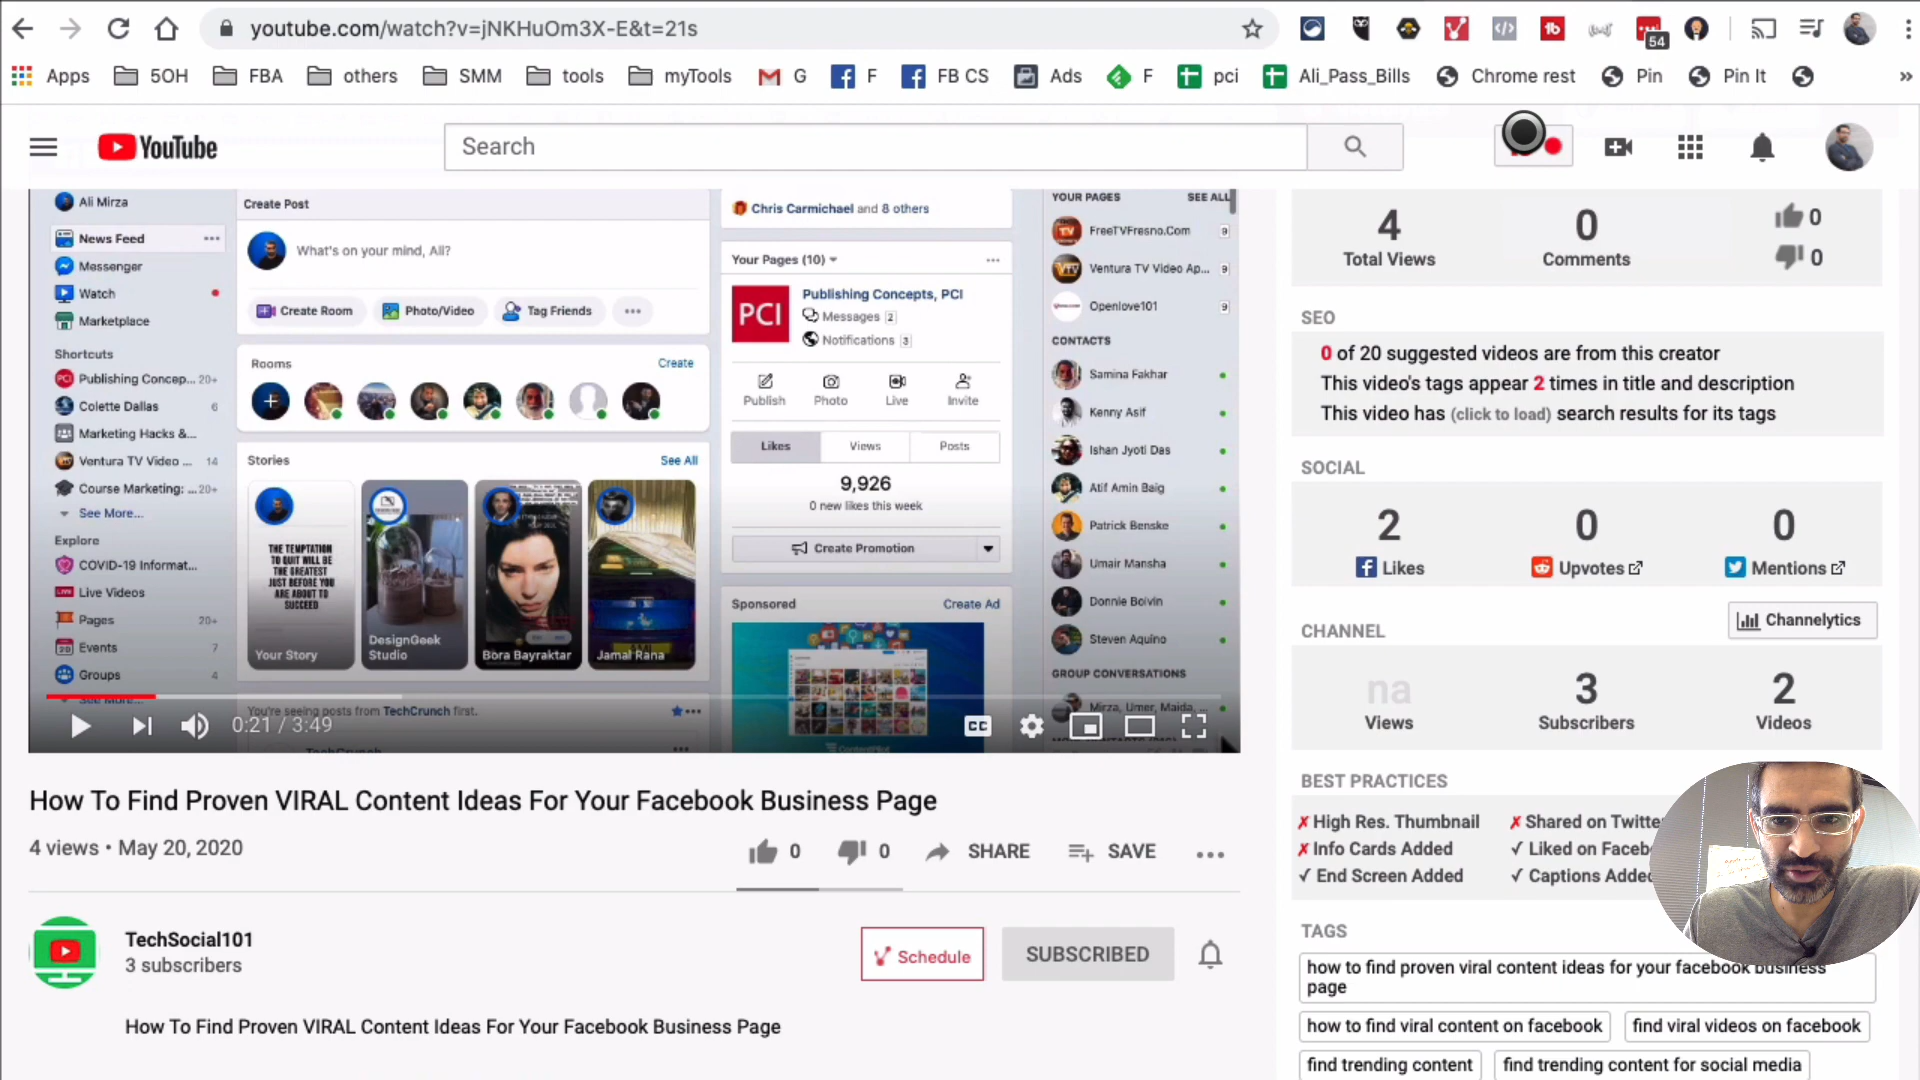 youtube.com/watch?v=jNKHuOm3X-E&t=21s
54
Apps 5OH FBA others SMM tools myTools G F FB CS Ads F pci Ali_Pass_Bills Chrome rest Pin Pin It »
YouTube
Search
Ali Mirza
News Feed
Messenger
Watch
Marketplace
Shortcuts
Publishing Concep... 20+
Colette Dallas 6
Marketing Hacks &...
Ventura TV Video ... 14
Course Marketing: ... 20+
See More...
Explore
COVID-19 Informat...
Live Videos
Pages 20+
Events 7
Groups 4
See More...
Create Post
What's on your mind, Ali?
Create Room Photo/Video Tag Friends
Rooms Create
Stories See All
THE TEMPTATION
TO QUIT WILL BE
THE GREATEST
JUST BEFORE YOU
ARE ABOUT TO
SUCCEED
Your Story
DesignGeek
Studio
Bora Bayraktar
Jamal Rana
You're seeing posts from TechCrunch first.
TechCrunch
Chris Carmichael and 8 others
Your Pages (10)
PCI
Publishing Concepts, PCI
Messages 2
Notifications 3
Publish Photo Live Invite
Likes Views Posts
9,926
0 new likes this week
Create Promotion
Sponsored Create Ad
ContentPilot
YOUR PAGES SEE ALL
FreeTVFresno.Com 9
Ventura TV Video Ap... 9
Openlove101 9
CONTACTS
Samina Fakhar
Kenny Asif
Ishan Jyoti Das
Atif Amin Baig
Patrick Benske
Umair Mansha
Donnie Boivin
Steven Aquino
GROUP CONVERSATIONS
Mirza, Umer, Maida, ...
0:21 / 3:49
CC
How To Find Proven VIRAL Content Ideas For Your Facebook Business Page
4 views • May 20, 2020
0 0 SHARE SAVE
TechSocial101
3 subscribers
Schedule
SUBSCRIBED
How To Find Proven VIRAL Content Ideas For Your Facebook Business Page
4 0 0
Total Views Comments 0
SEO
0 of 20 suggested videos are from this creator
This video's tags appear 2 times in title and description
This video has (click to load) search results for its tags
SOCIAL
2 0 0
Likes Upvotes Mentions
CHANNEL Channelytics
na 3 2
Views Subscribers Videos
BEST PRACTICES
✗ High Res. Thumbnail ✗ Shared on Twitte
✗ Info Cards Added ✓ Liked on Faceb
✓ End Screen Added ✓ Captions Added
TAGS
how to find proven viral content ideas for your facebook business
page
how to find viral content on facebook find viral videos on facebook
find trending content find trending content for social media